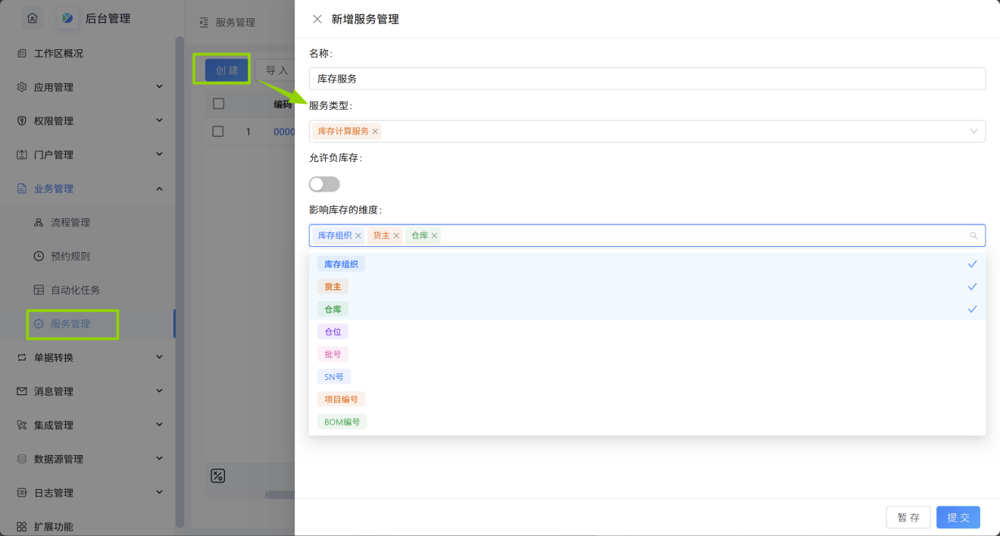 后台管理
工作区概况
应用管理
权限管理
门户管理
业务管理
流程管理
预约规则
自动化任务
服务管理
单据转换
消息管理
集成管理
数据源管理
日志管理
扩展功能
服务管理
创建
导入
编码
1
0000
新增服务管理
名称:
库存服务
服务类型:
库存计算服务
允许负库存:
影响库存的维度:
库存组织 货主 仓库
库存组织
货主
仓库
仓位
批号
SN号
项目编号
BOM编号
暂存 提交